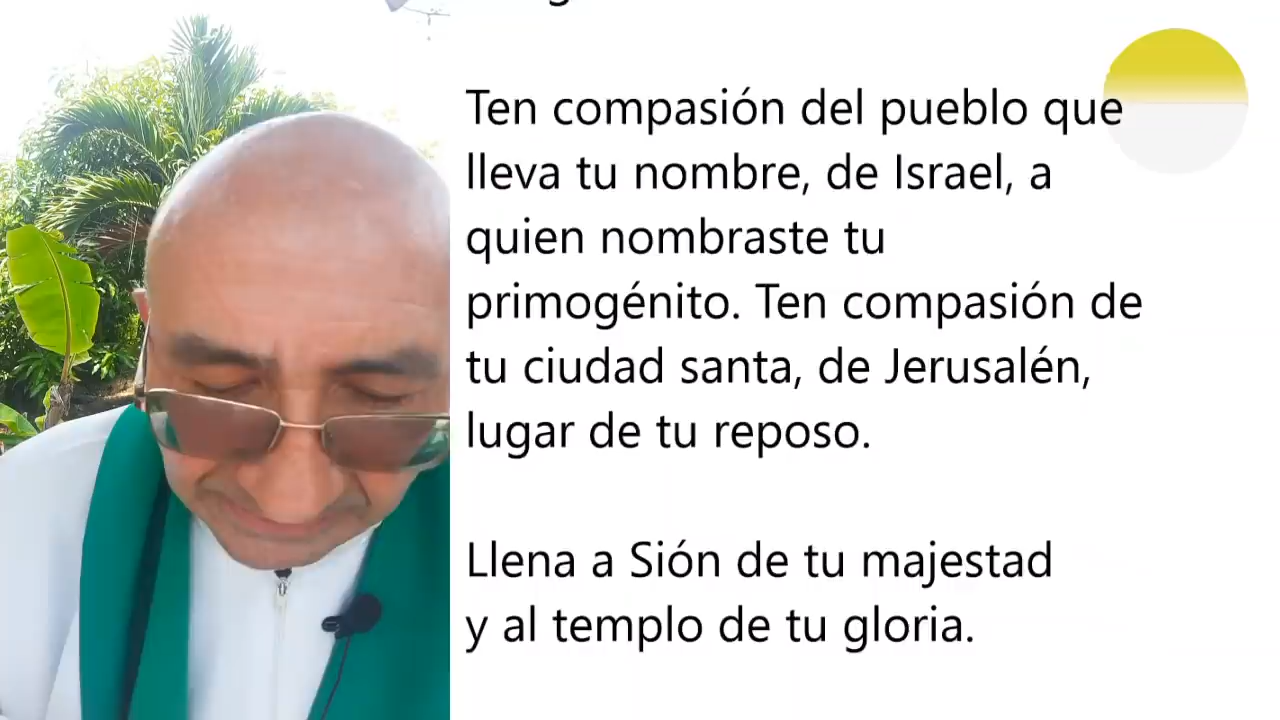 Ten compasión del pueblo que
lleva tu nombre, de Israel, a
quien nombraste tu
primogénito. Ten compasión de
tu ciudad santa, de Jerusalén,
lugar de tu reposo.
Llena a Sión de tu majestad
y al templo de tu gloria.